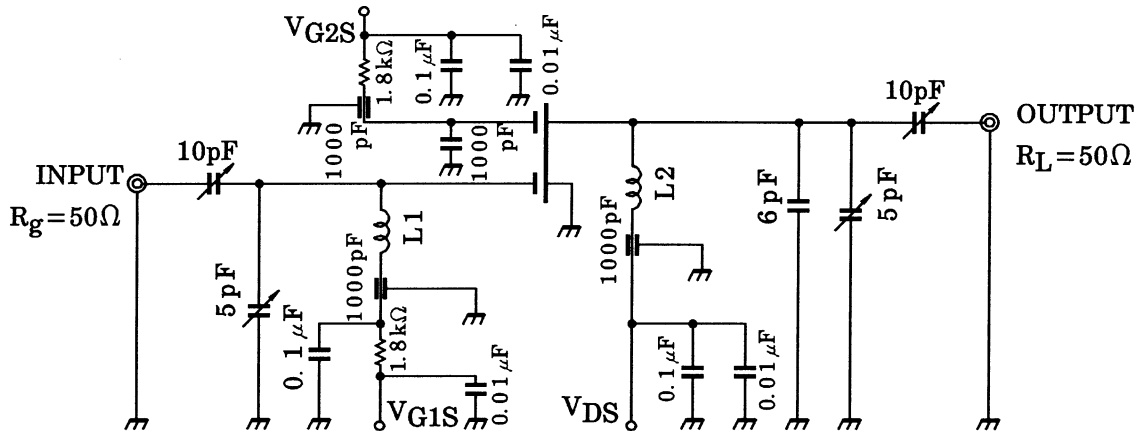 VG2S
1.8kΩ
0.1μF
0.01μF
1000
pF
1000
pF
10pF
INPUT
Rg=50Ω
5pF
L1
1000pF
0.1μF
1.8kΩ
0.01μF
VG1S
L2
1000pF
VDS
0.1μF
0.01μF
6pF
5pF
10pF
OUTPUT
RL=50Ω